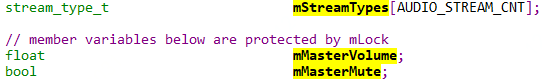 stream_type_t mStreamTypes[AUDIO_STREAM_CNT];
// member variables below are protected by mLock
float mMasterVolume;
bool mMasterMute;